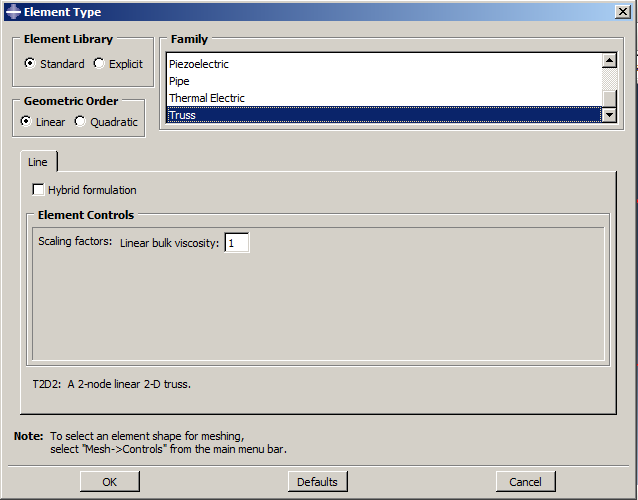 Element Type
Element Library
Standard Explicit
Geometric Order
Linear Quadratic
Family
Piezoelectric
Pipe
Thermal Electric
Truss
Line
Hybrid formulation
Element Controls
Scaling factors: Linear bulk viscosity: 1
T2D2: A 2-node linear 2-D truss.
Note: To select an element shape for meshing,
select "Mesh->Controls" from the main menu bar.
OK Defaults Cancel